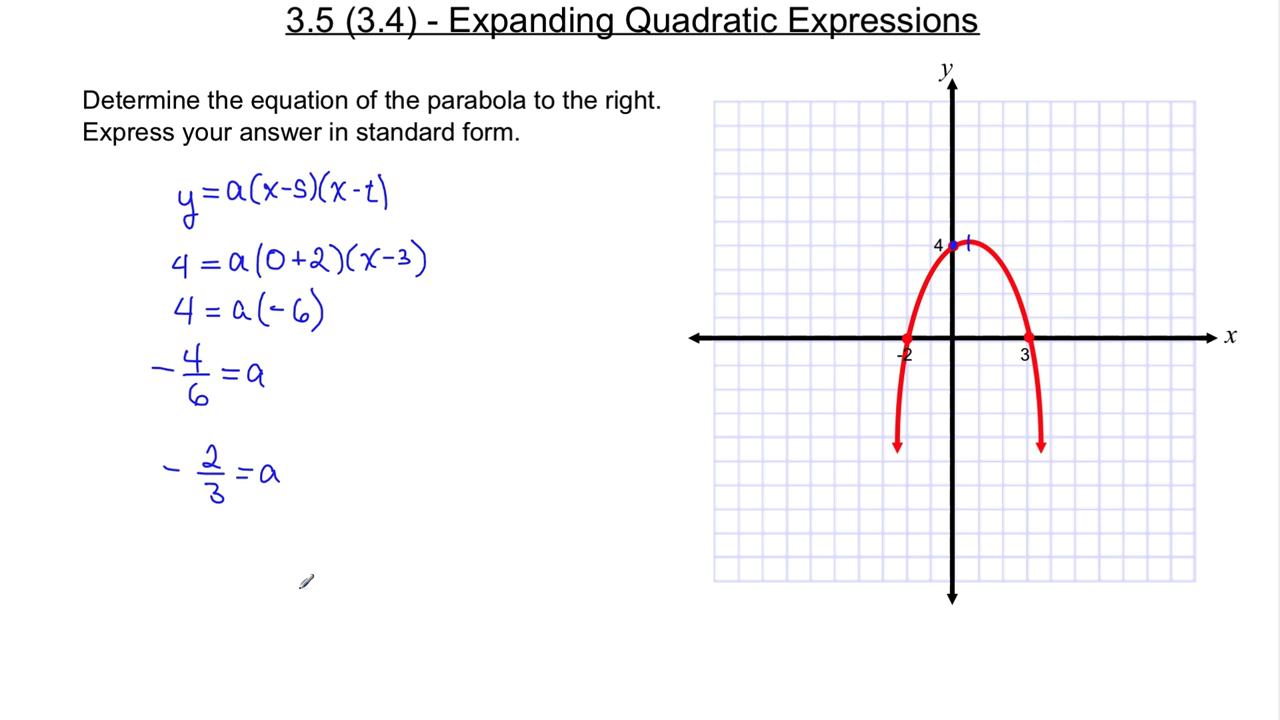 3.5 (3.4) - Expanding Quadratic Expressions
Determine the equation of the parabola to the right.
Express your answer in standard form.
y = a(x-s)(x-t)
4 = a(0+2)(x-3)
4 = a(-6)
-4/6 = a
-2/3 = a
y
4
x
-2
3